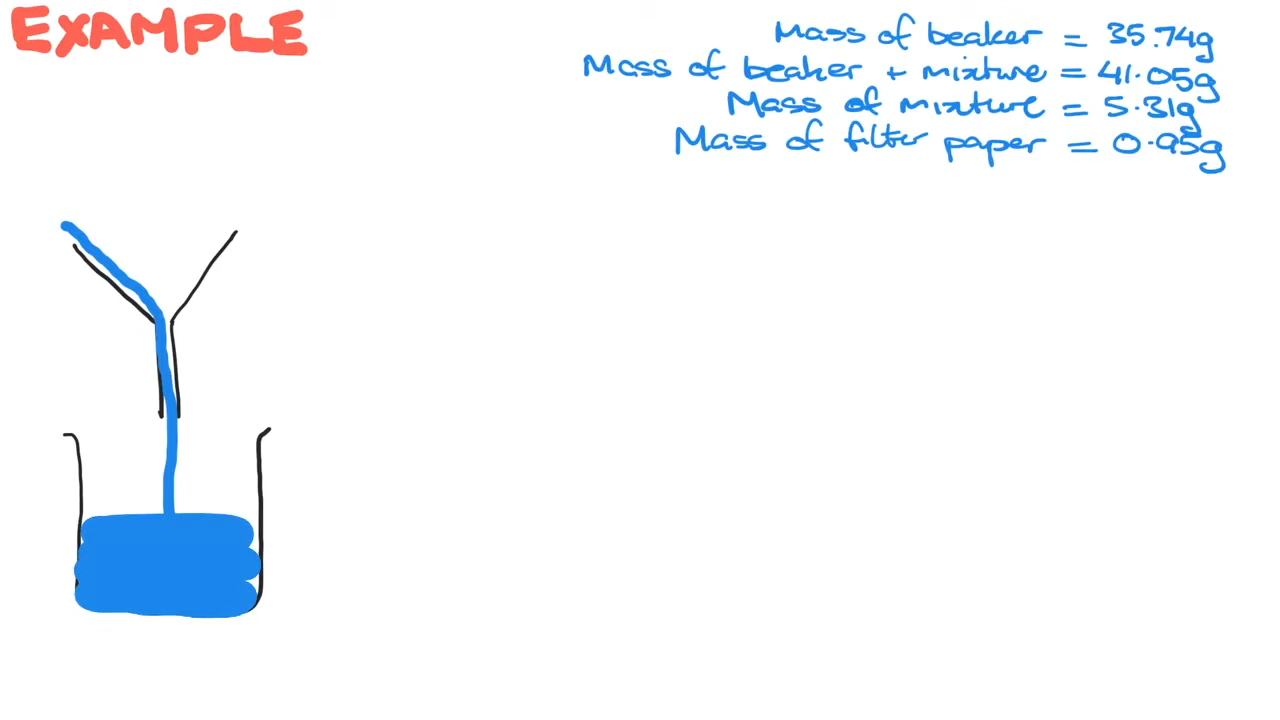 EXAMPLE
Mass of beaker = 35.74g
Mass of beaker + mixture = 41.05g
Mass of mixture = 5.31g
Mass of filter paper = 0.95g